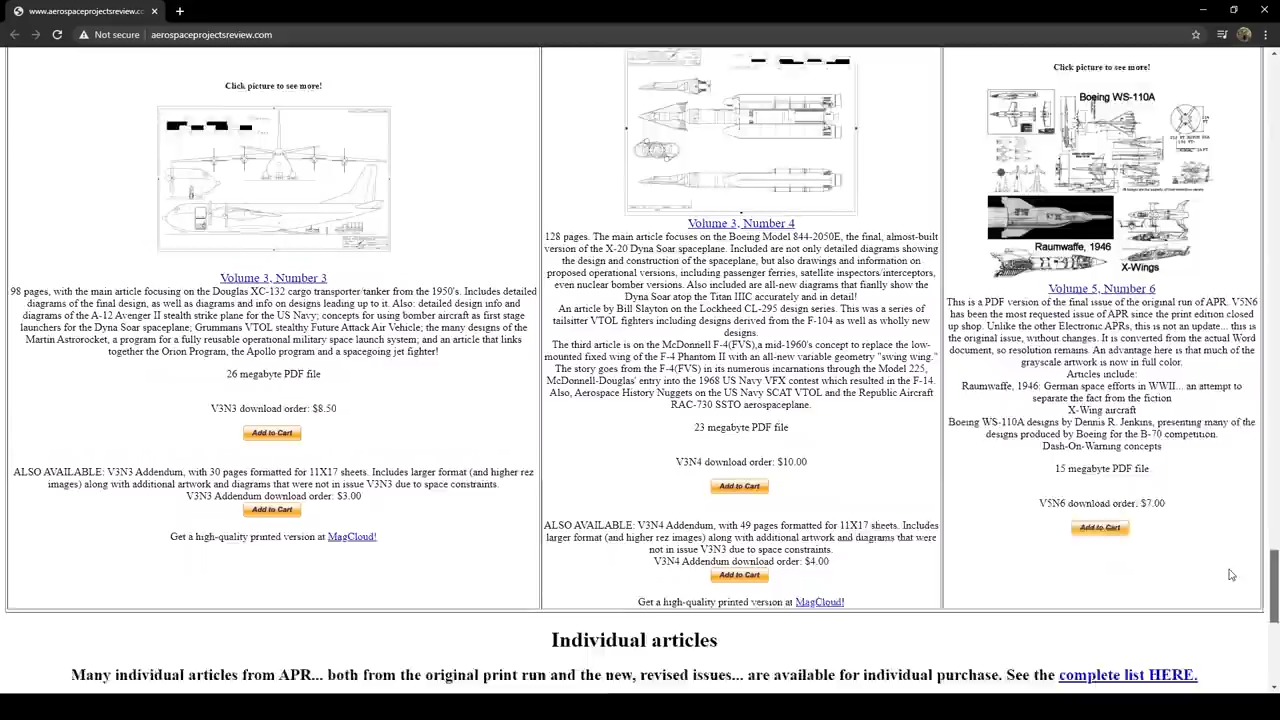 www.aerospaceprojectsreview.co
Not secure
aerospaceprojectsreview.com
Click picture to see more!
Volume 3, Number 3
98 pages, with the main article focusing on the Douglas XC-132 cargo transporter/tanker from the 1950's. Includes detailed
diagrams of the final design, as well as diagrams and info on designs leading up to it. Also: detailed design info and
diagrams of the A-12 Avenger II stealth strike plane for the US Navy; concepts for using bomber aircraft as first stage
launchers for the Dyna Soar spaceplane; Grummans VTOL stealthy Future Attack Air Vehicle; the many designs of the
Martin Astrorocket, a program for a fully reusable operational military space launch system; and an article that links
together the Orion Program, the Apollo program and a spacegoing jet fighter!
26 megabyte PDF file
V3N3 download order: $8.50
Add to Cart
ALSO AVAILABLE: V3N3 Addendum, with 30 pages formatted for 11X17 sheets. Includes larger format (and higher rez
images) along with additional artwork and diagrams that were not in issue V3N3 due to space constraints.
V3N3 Addendum download order: $3.00
Add to Cart
Get a high-quality printed version at MagCloud!
Volume 3, Number 4
128 pages. The main article focuses on the Boeing Model 844-2050E, the final, almost-built
version of the X-20 Dyna Soar spaceplane. Included are not only detailed diagrams showing
the design and construction of the spaceplane, but also drawings and information on
proposed operational versions, including passenger ferries, satellite inspectors/interceptors,
even nuclear bomber versions. Also included are all-new diagrams that fianlly show the
Dyna Soar atop the Titan IIIC accurately and in detail!
An article by Bill Slayton on the Lockheed CL-295 design series. This was a series of
tailsitter VTOL fighters including designs derived from the F-104 as well as wholly new
designs.
The third article is on the McDonnell F-4(FVS),a mid-1960's concept to replace the low-
mounted fixed wing of the F-4 Phantom II with an all-new variable geometry "swing wing."
The story goes from the F-4(FVS) in its numerous incarnations through the Model 225,
McDonnell-Douglas' entry into the 1968 US Navy VFX contest which resulted in the F-14.
Also, Aerospace History Nuggets on the US Navy SCAT VTOL and the Republic Aircraft
RAC-730 SSTO aerospaceplane.
23 megabyte PDF file
V3N4 download order: $10.00
Add to Cart
ALSO AVAILABLE: V3N4 Addendum, with 49 pages formatted for 11X17 sheets. Includes
larger format (and higher rez images) along with additional artwork and diagrams that were
not in issue V3N3 due to space constraints.
V3N4 Addendum download order: $4.00
Add to Cart
Get a high-quality printed version at MagCloud!
Click picture to see more!
Boeing WS-110A
Raumwaffe, 1946
X-Wings
Volume 5, Number 6
This is a PDF version of the final issue of the original run of APR. V5N6
has been the most requested issue of APR since the print edition closed
up shop. Unlike the other Electronic APRs, this is not an update... this is
the original issue, without changes. It is converted from the actual Word
document, so resolution remains. An advantage here is that much of the
grayscale artwork is now in full color.
Articles include:
Raumwaffe, 1946: German space efforts in WWII... an attempt to
separate the fact from the fiction
X-Wing aircraft
Boeing WS-110A designs by Dennis R. Jenkins, presenting many of the
designs produced by Boeing for the B-70 competition.
Dash-On-Warning concepts
15 megabyte PDF file
V5N6 download order: $7.00
Add to Cart
Individual articles
Many individual articles from APR... both from the original print run and the new, revised issues... are available for individual purchase. See the complete list HERE.